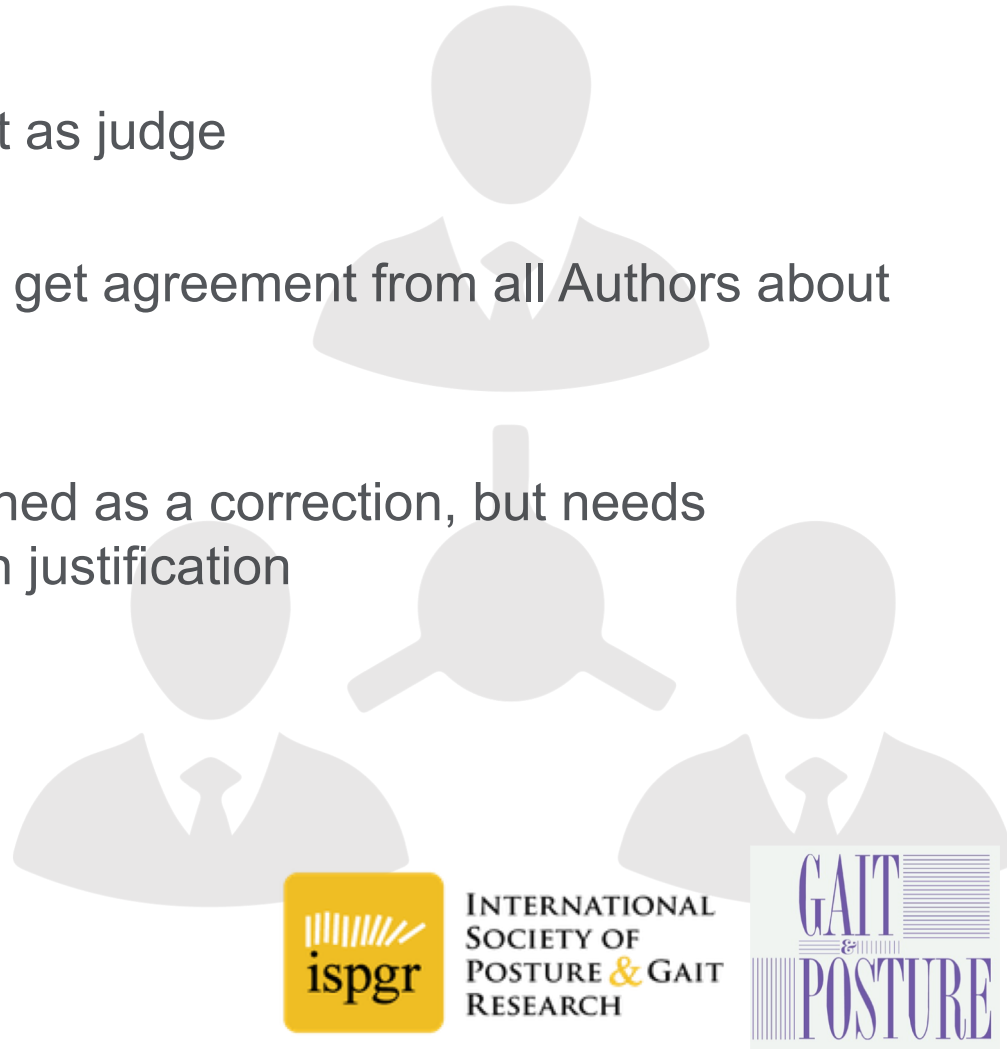 t as judge
get agreement from all Authors about
ned as a correction, but needs
n justification
ispgr
INTERNATIONAL
SOCIETY OF
POSTURE & GAIT
RESEARCH
GAIT
&
POSTURE